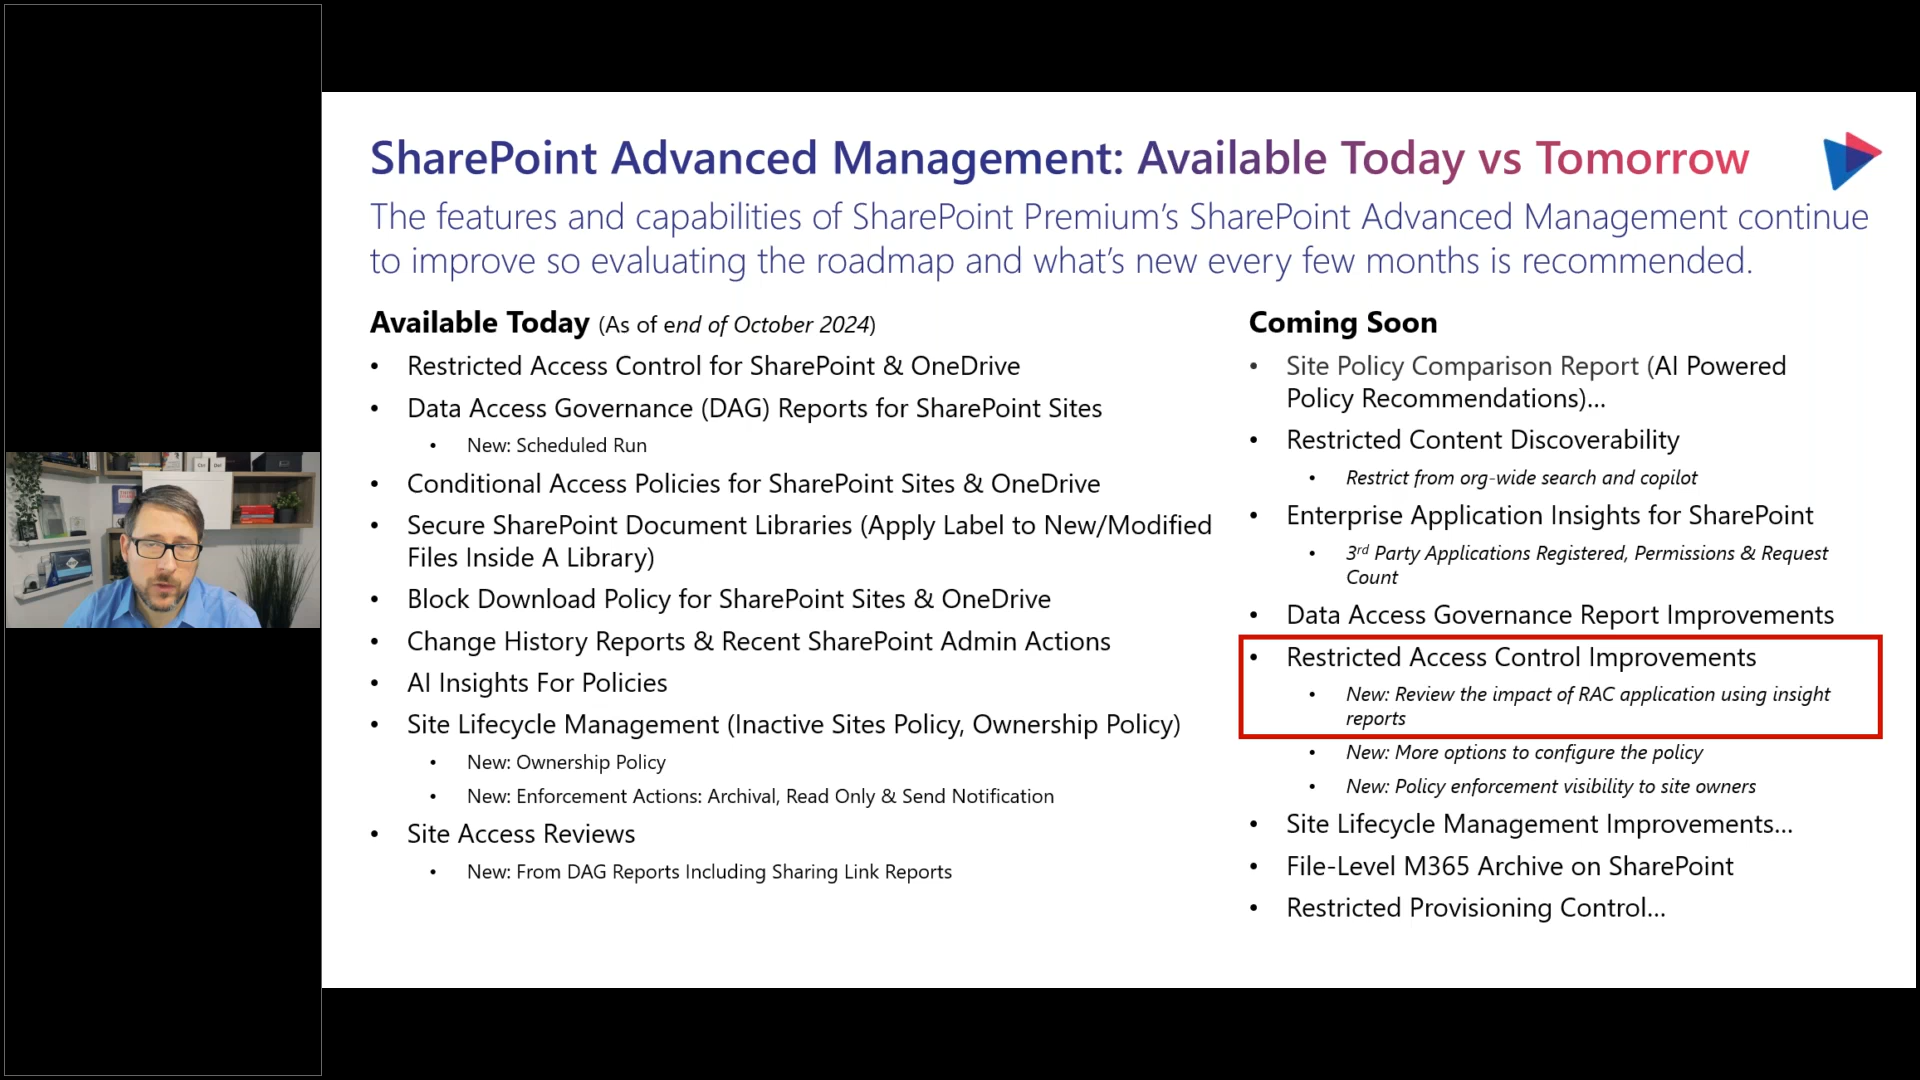 SharePoint Advanced Management: Available Today vs Tomorrow
The features and capabilities of SharePoint Premium’s SharePoint Advanced Management continue
to improve so evaluating the roadmap and what’s new every few months is recommended.
Available Today (As of end of October 2024)
• Restricted Access Control for SharePoint & OneDrive
• Data Access Governance (DAG) Reports for SharePoint Sites
• New: Scheduled Run
• Conditional Access Policies for SharePoint Sites & OneDrive
• Secure SharePoint Document Libraries (Apply Label to New/Modified
Files Inside A Library)
• Block Download Policy for SharePoint Sites & OneDrive
• Change History Reports & Recent SharePoint Admin Actions
• AI Insights For Policies
• Site Lifecycle Management (Inactive Sites Policy, Ownership Policy)
• New: Ownership Policy
• New: Enforcement Actions: Archival, Read Only & Send Notification
• Site Access Reviews
• New: From DAG Reports Including Sharing Link Reports
Coming Soon
• Site Policy Comparison Report (AI Powered
Policy Recommendations)...
• Restricted Content Discoverability
• Restrict from org-wide search and copilot
• Enterprise Application Insights for SharePoint
• 3rd Party Applications Registered, Permissions & Request
Count
• Data Access Governance Report Improvements
• Restricted Access Control Improvements
• New: Review the impact of RAC application using insight
reports
• New: More options to configure the policy
• New: Policy enforcement visibility to site owners
• Site Lifecycle Management Improvements...
• File-Level M365 Archive on SharePoint
• Restricted Provisioning Control...